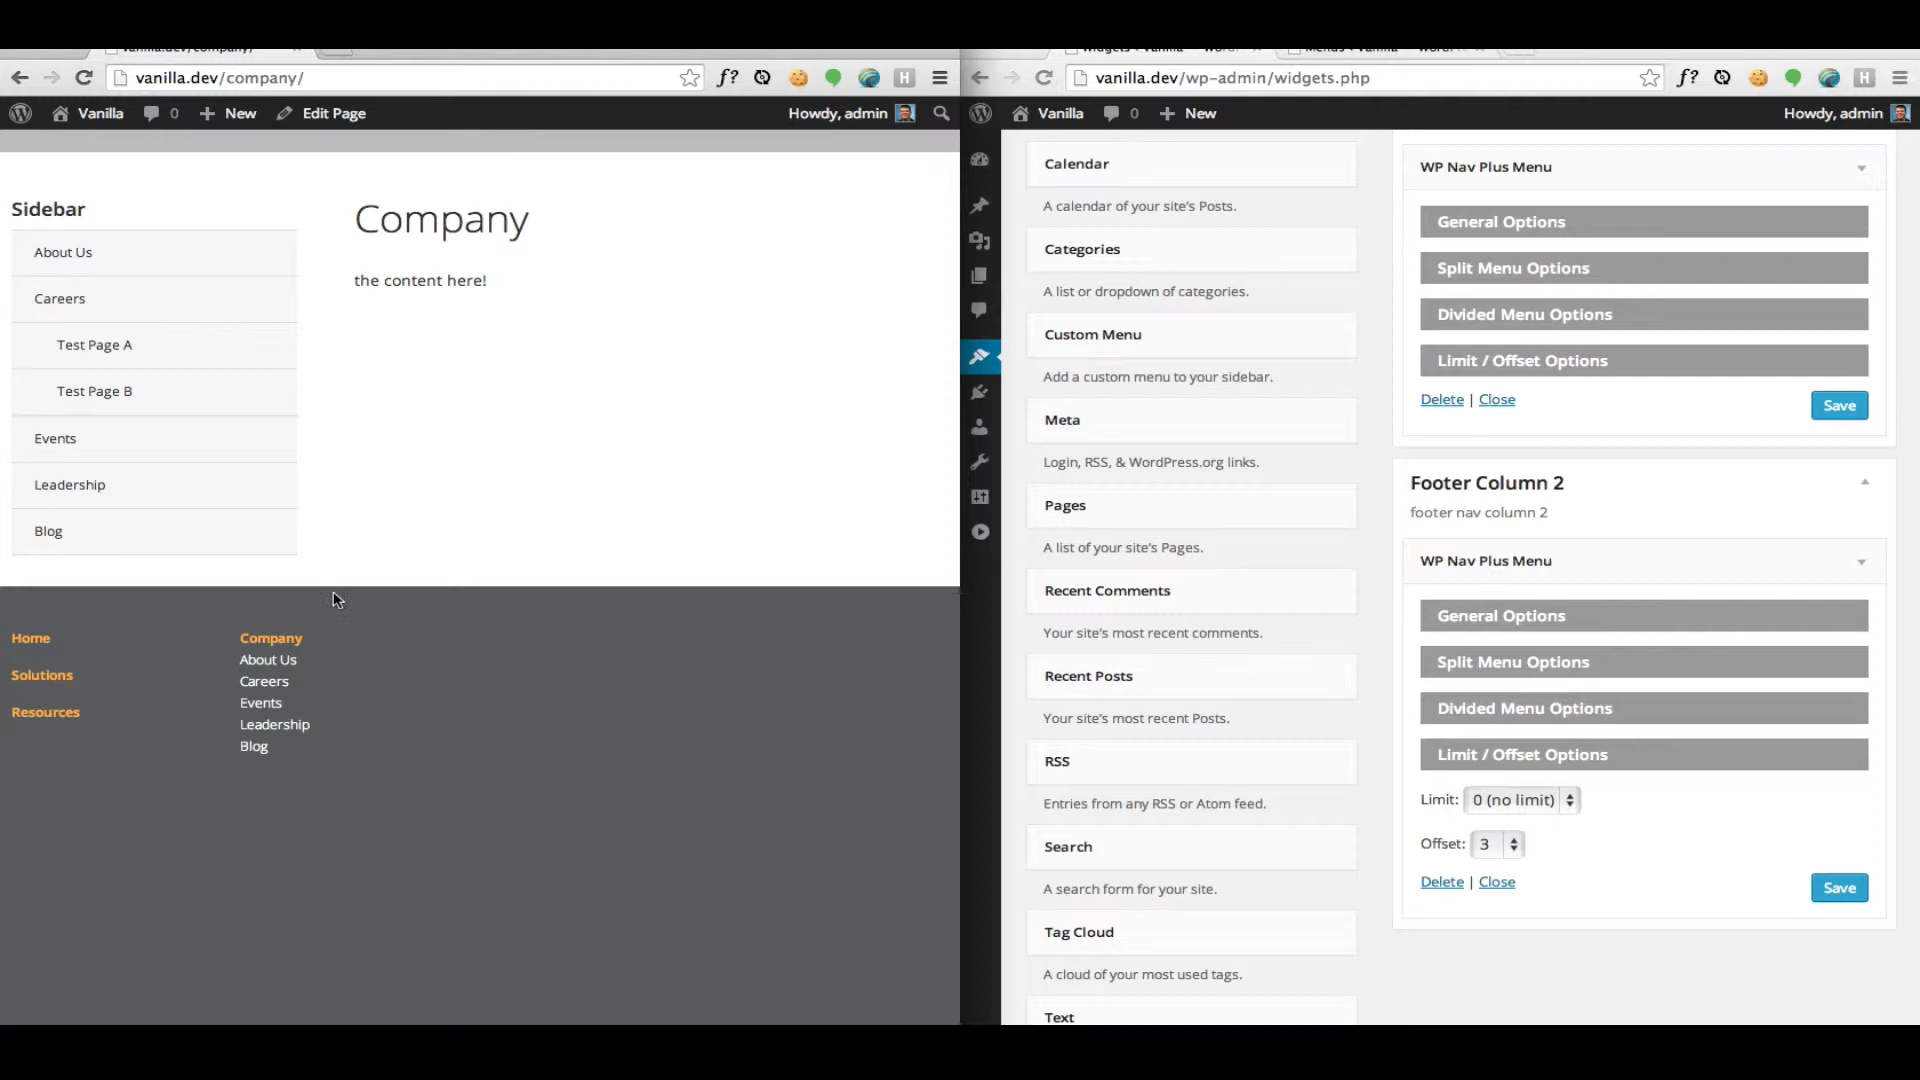 vanilla.dev/company/
vanilla.dev/company/
f?
H
Vanilla
0
New
Edit Page
Howdy, admin
Sidebar
About Us
Careers
Test Page A
Test Page B
Events
Leadership
Blog
Company
the content here!
Home
Solutions
Resources
Company
About Us
Careers
Events
Leadership
Blog
vanilla.dev/wp-admin/widgets.php
f?
H
Vanilla
0
New
Howdy, admin
Calendar
A calendar of your site's Posts.
Categories
A list or dropdown of categories.
Custom Menu
Add a custom menu to your sidebar.
Meta
Login, RSS, & WordPress.org links.
Pages
A list of your site's Pages.
Recent Comments
Your site's most recent comments.
Recent Posts
Your site's most recent Posts.
RSS
Entries from any RSS or Atom feed.
Search
A search form for your site.
Tag Cloud
A cloud of your most used tags.
Text
WP Nav Plus Menu
General Options
Split Menu Options
Divided Menu Options
Limit / Offset Options
Delete | Close
Save
Footer Column 2
footer nav column 2
WP Nav Plus Menu
General Options
Split Menu Options
Divided Menu Options
Limit / Offset Options
Limit: 0 (no limit)
Offset: 3
Delete | Close
Save